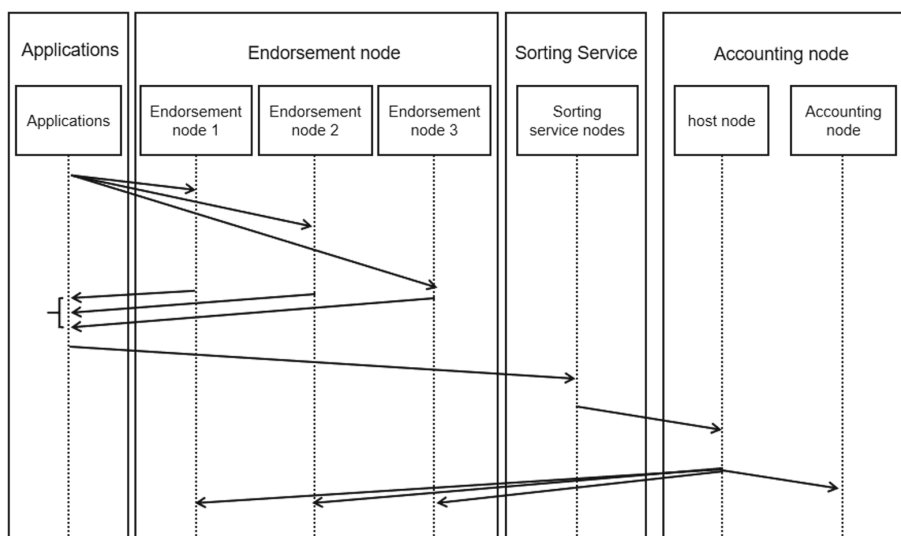 Applications
Endorsement node
Sorting Service
Accounting node
Applications
Endorsement
node 1
Endorsement
node 2
Endorsement
node 3
Sorting
service nodes
host node
Accounting
node